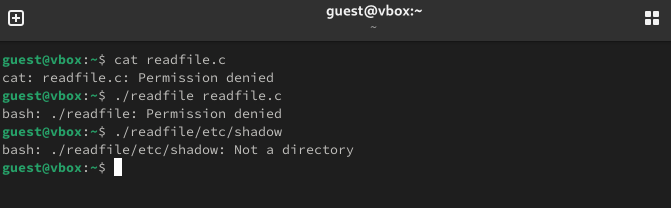 guest@vbox:~
~
guest@vbox:~$ cat readfile.c
cat: readfile.c: Permission denied
guest@vbox:~$ ./readfile readfile.c
bash: ./readfile: Permission denied
guest@vbox:~$ ./readfile/etc/shadow
bash: ./readfile/etc/shadow: Not a directory
guest@vbox:~$